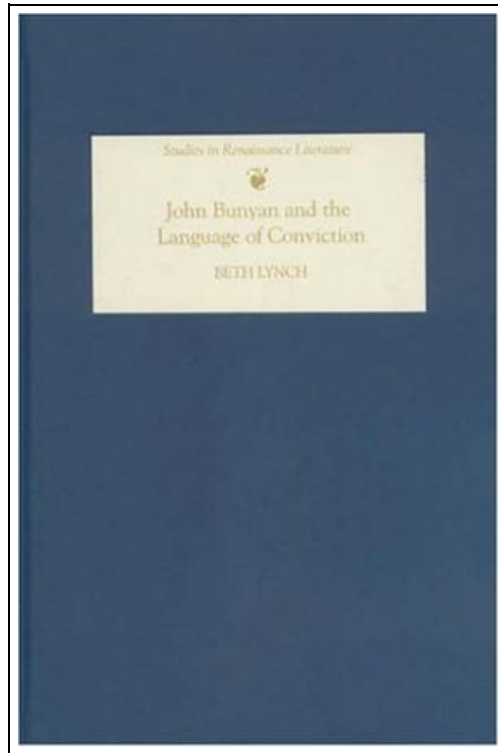 Studies in Renaissance Literature
John Bunyan and the
Language of Conviction
BETH LYNCH